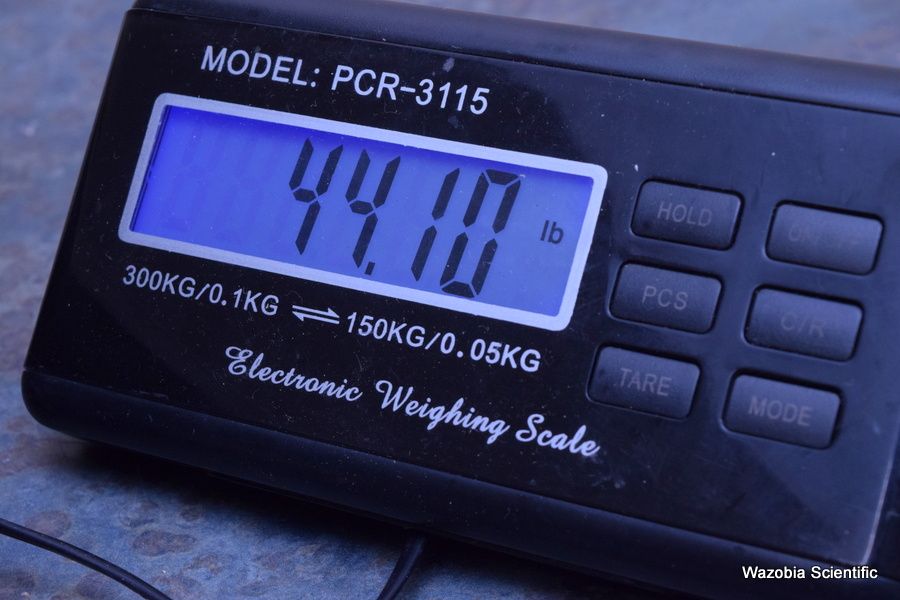 MODEL: PCR-3115
44.10 lb
300KG/0.1KG ⇌ 150KG/0.05KG
Electronic Weighing Scale
HOLD
PCS C/R
TARE MODE
Wazobia Scientific